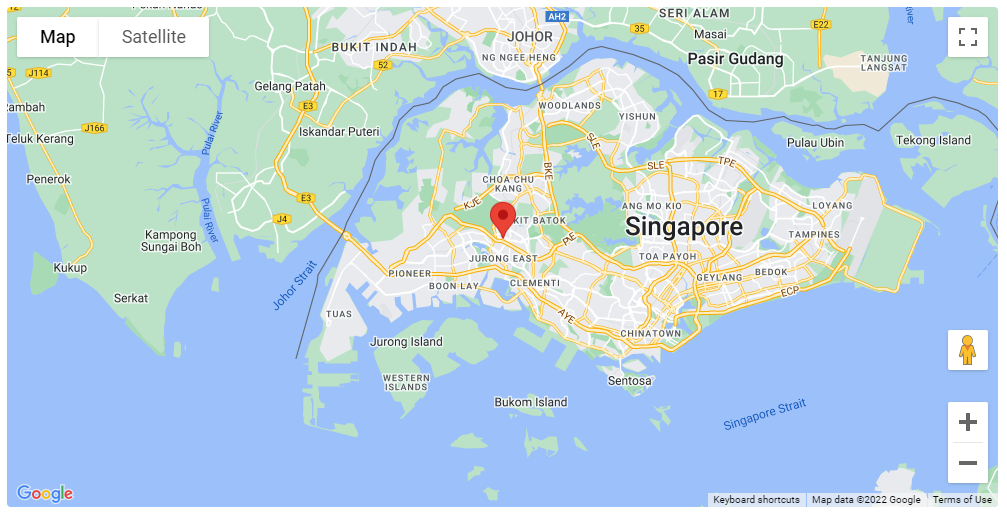 Map
Satellite
Pekan Nanas
AH2
SERI ALAM
E22
35
Masai
JOHOR
BUKIT INDAH
NG NGEE HENG
52
J114
Pasir Gudang
TANJUNG
LANGSAT
Gelang Patah
17
E3
WOODLANDS
YISHUN
Pulai River
J166
Iskandar Puteri
Teluk Kerang
SLE
Pulau Ubin
Tekong Island
SLE
TPE
BKE
Penerok
CHOA CHU
KANG
E3
KJE
ANG MO KIO
LOYANG
J4
Pulai River
Singapore
Kampong
Sungai Boh
PIE
TAMPINES
JURONG EAST
TOA PAYOH
Kukup
Johor Strait
PIONEER
BEDOK
GEYLANG
BOON LAY
CLEMENTI
ECP
Serkat
TUAS
AYE
CHINATOWN
Jurong Island
WESTERN
ISLANDS
Sentosa
Bukom Island
Singapore Strait
Google
Keyboard shortcuts
Map data ©2022 Google
Terms of Use